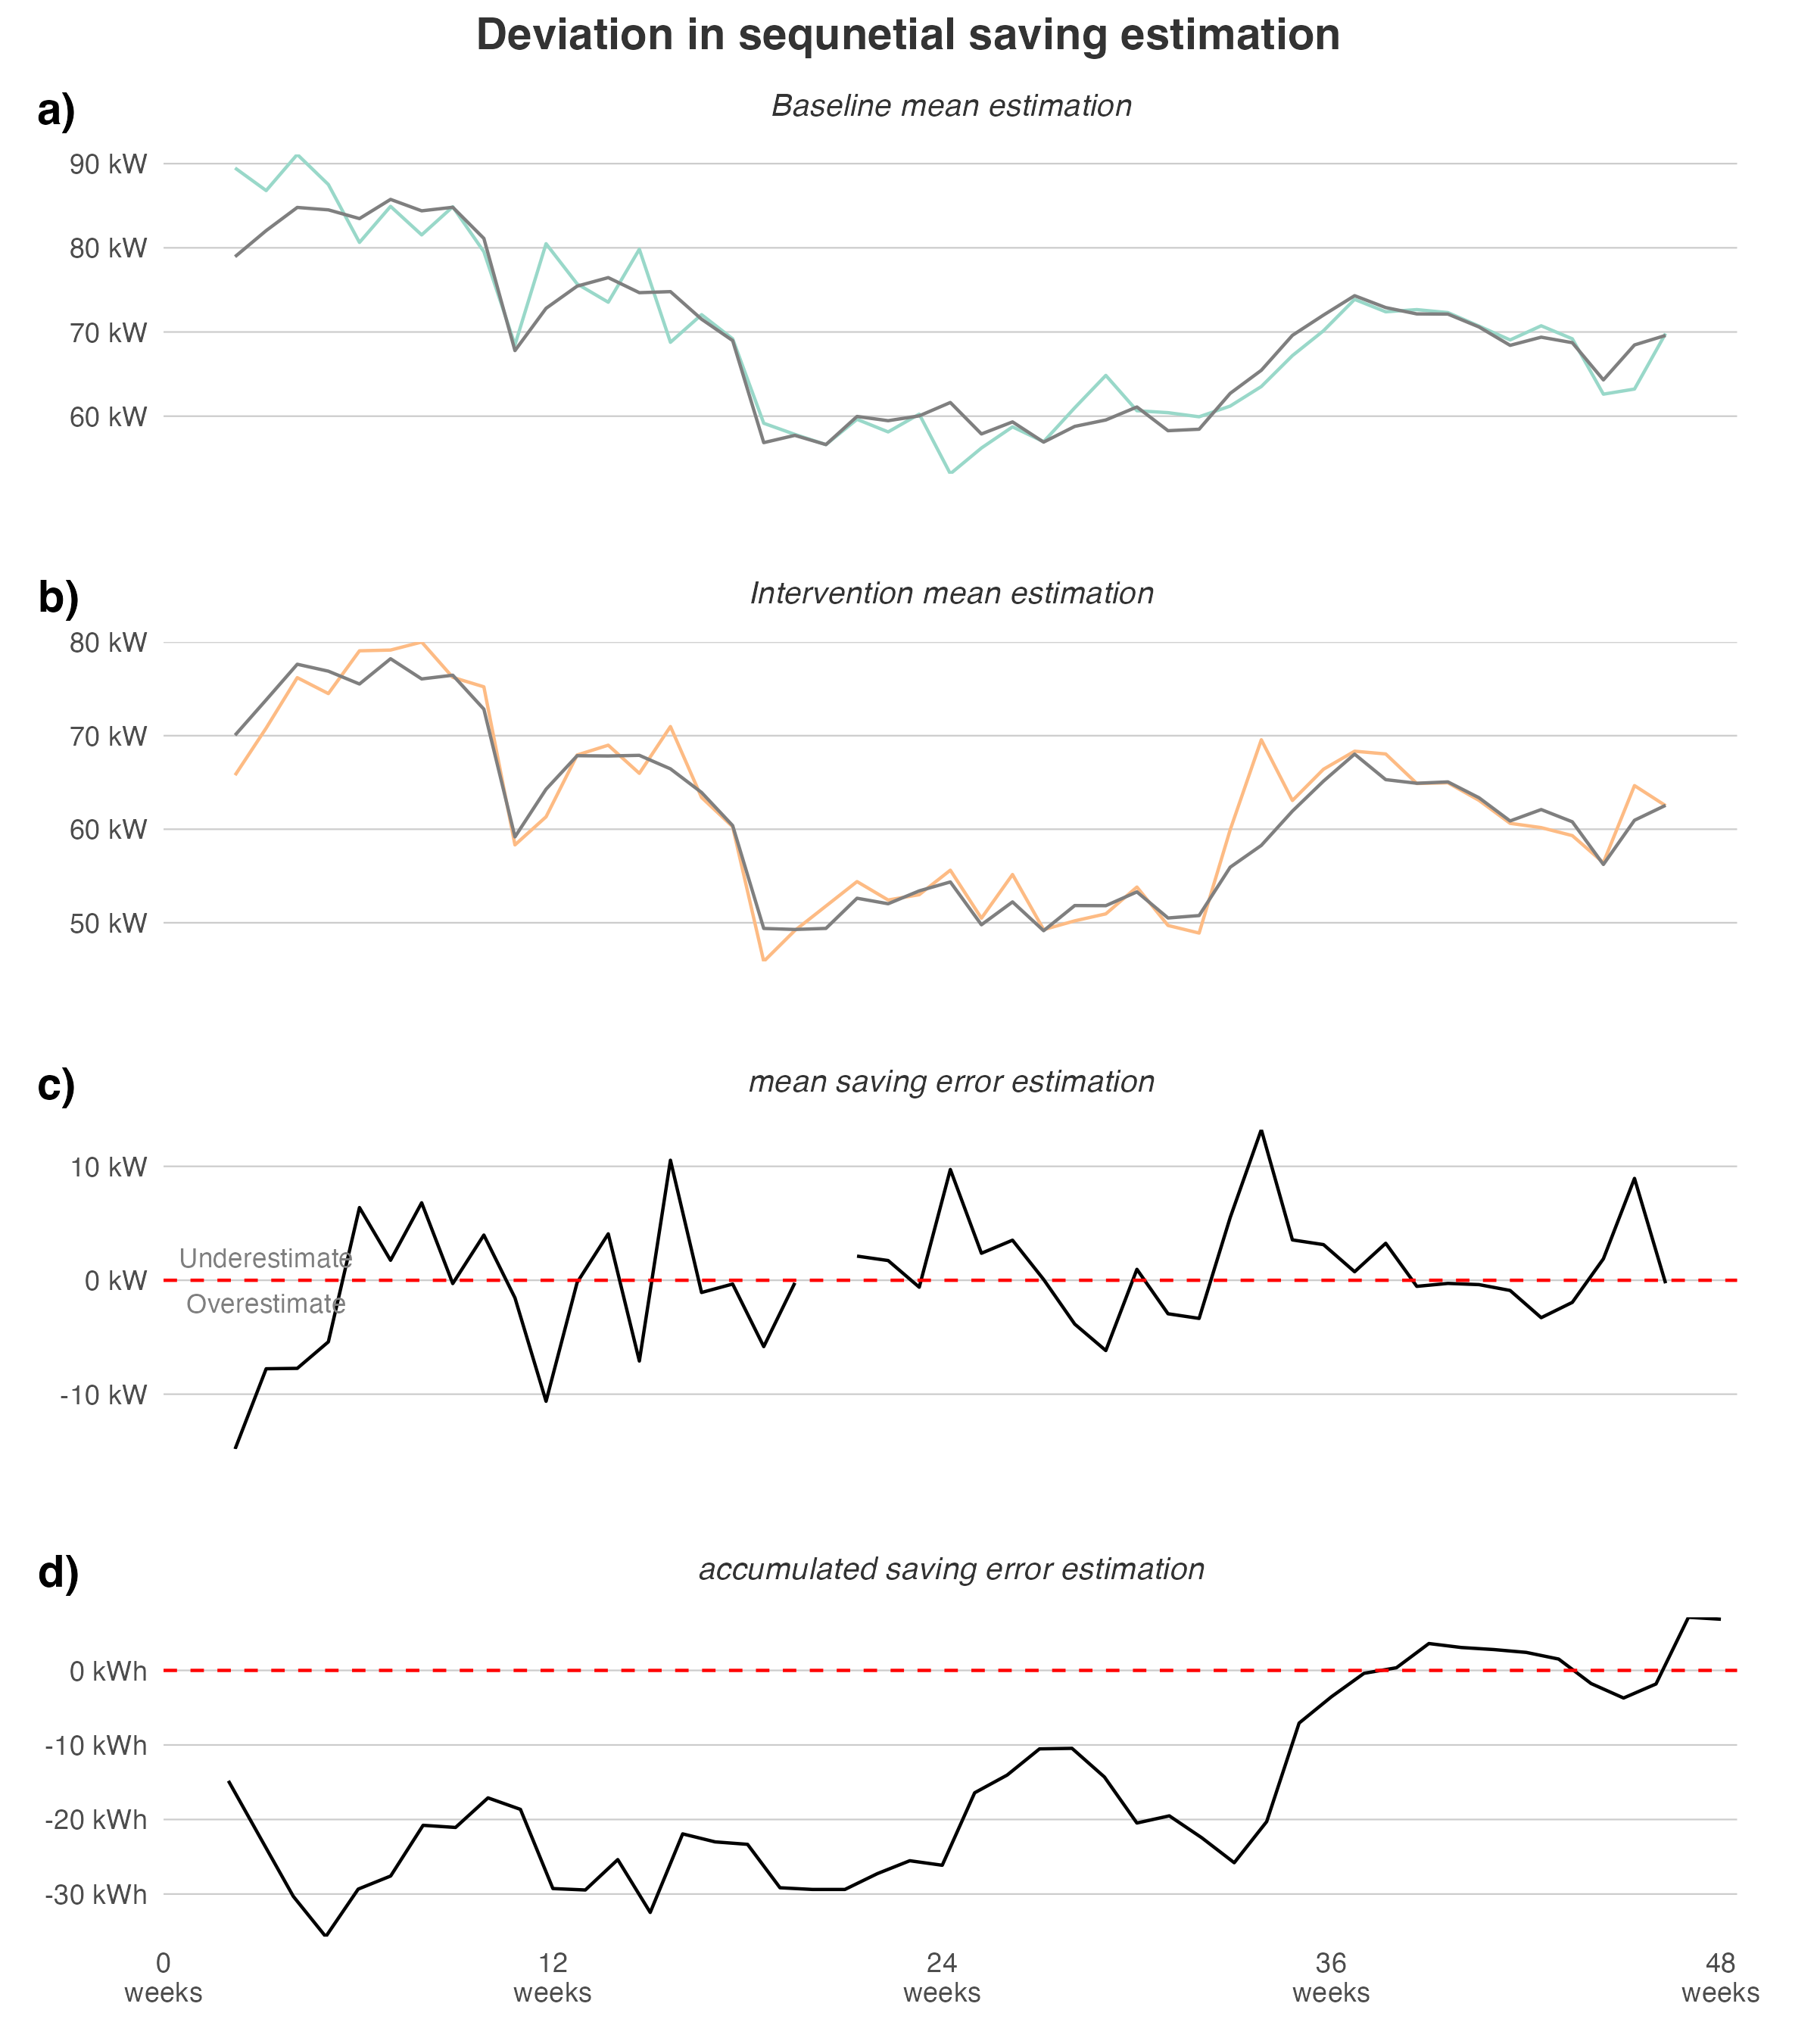 Deviation in sequnetial saving estimation
a)
Baseline mean estimation
90 kW
80 kW
70 kW
60 kW
b)
Intervention mean estimation
80 kW
70 kW
60 kW
50 kW
c)
mean saving error estimation
10 kW
Underestimate
0 kW
Overestimate
-10 kW
d)
accumulated saving error estimation
0 kWh
-10 kWh
-20 kWh
-30 kWh
0 12 24 36 48
weeks weeks weeks weeks weeks